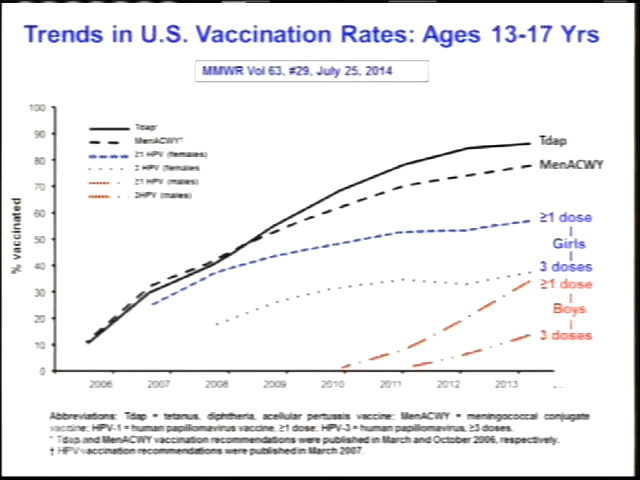 Trends in U.S. Vaccination Rates: Ages 13-17 Yrs
MMWR Vol 63, #29, July 25, 2014
% vaccinated
100
90
80
70
60
50
40
30
20
10
0
Tdap†
MenACWY*
≥1 HPV (females)
3 HPV (females
≥1 HPV (males)
3HPV (males)
Tdap
MenACWY
≥1 dose
Girls
3 doses
≥1 dose
Boys
3 doses
2006 2007 2008 2009 2010 2011 2012 2013
Abbreviations: Tdap = tetanus, diphtheria, acellular pertussis vaccine; MenACWY = meningococcal conjugate
vaccine; HPV-1 = human papillomavirus vaccine, ≥1 dose; HPV-3 = human papillomavirus, ≥3 doses.
* Tdap and MenACWY vaccination recommendations were published in March and October 2006, respectively.
† HPV vaccination recommendations were published in March 2007.